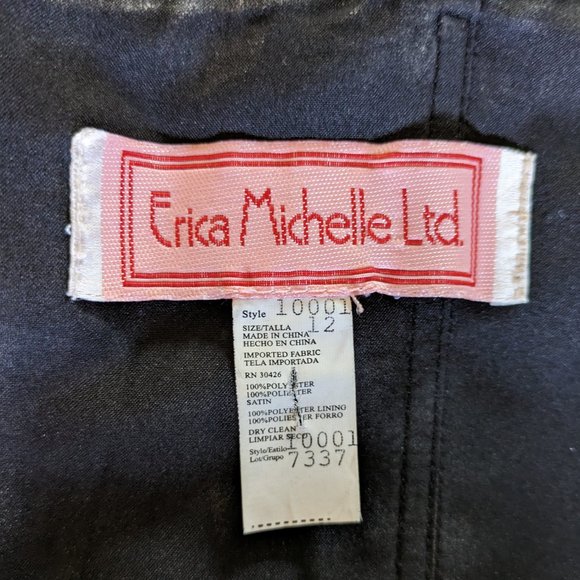 Erica Michelle Ltd.
Style 10001
SIZE/TALLA 12
MADE IN CHINA
HECHO EN CHINA
IMPORTED FABRIC
TELA IMPORTADA
RN 30426
100%POLYESTER
100%POLIESTER
SATIN
100%POLYESTER LINING
100%POLIESTER FORRO
DRY CLEAN
LIMPIAR SECO
Style/Estilo 10001
Lot/Grupo 7337